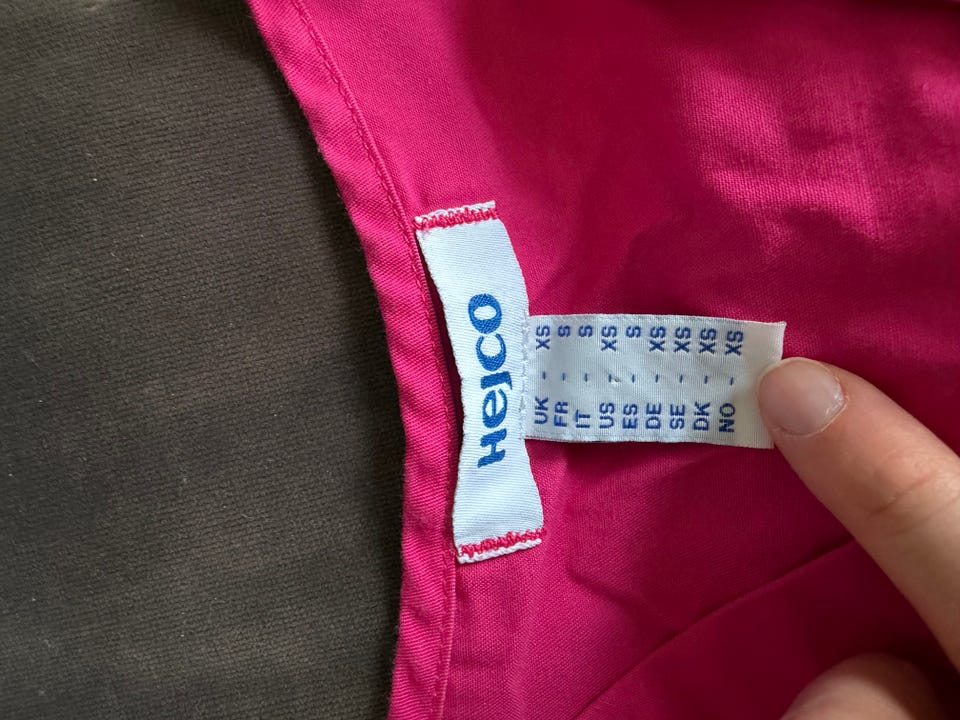 Hejco
UK - XS
FR - S
IT - S
US - XS
ES - S
DE - XS
SE - XS
DK - XS
NO - XS